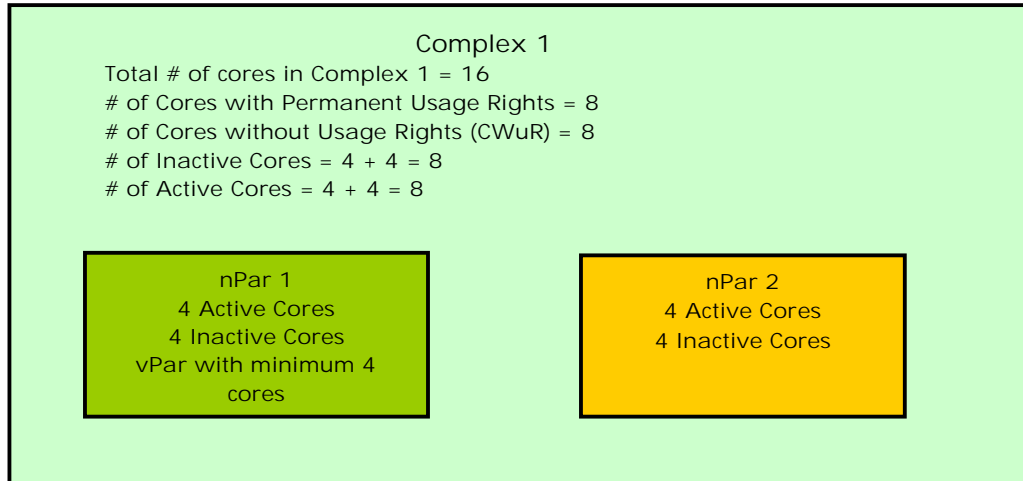 Complex 1
Total # of cores in Complex 1 = 16
# of Cores with Permanent Usage Rights = 8
# of Cores without Usage Rights (CWuR) = 8
# of Inactive Cores = 4 + 4 = 8
# of Active Cores = 4 + 4 = 8
nPar 1
4 Active Cores
4 Inactive Cores
vPar with minimum 4
cores
nPar 2
4 Active Cores
4 Inactive Cores